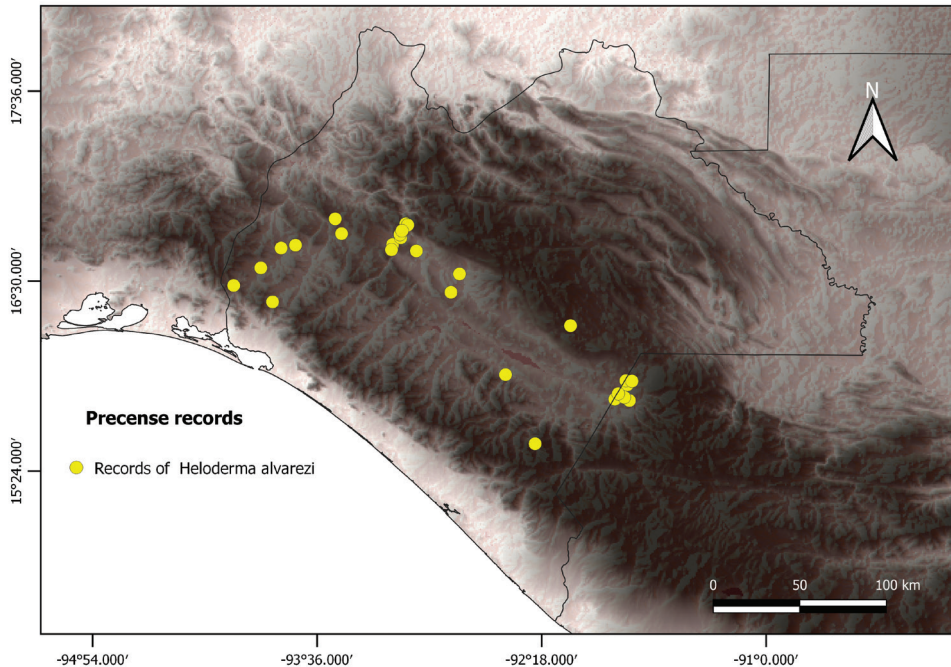 17°36.000′
16°30.000′
15°24.000′
N
Precense records
Records of Heloderma alvarezi
0 50 100 km
-94°54.000′ -93°36.000′ -92°18.000′ -91°0.000′